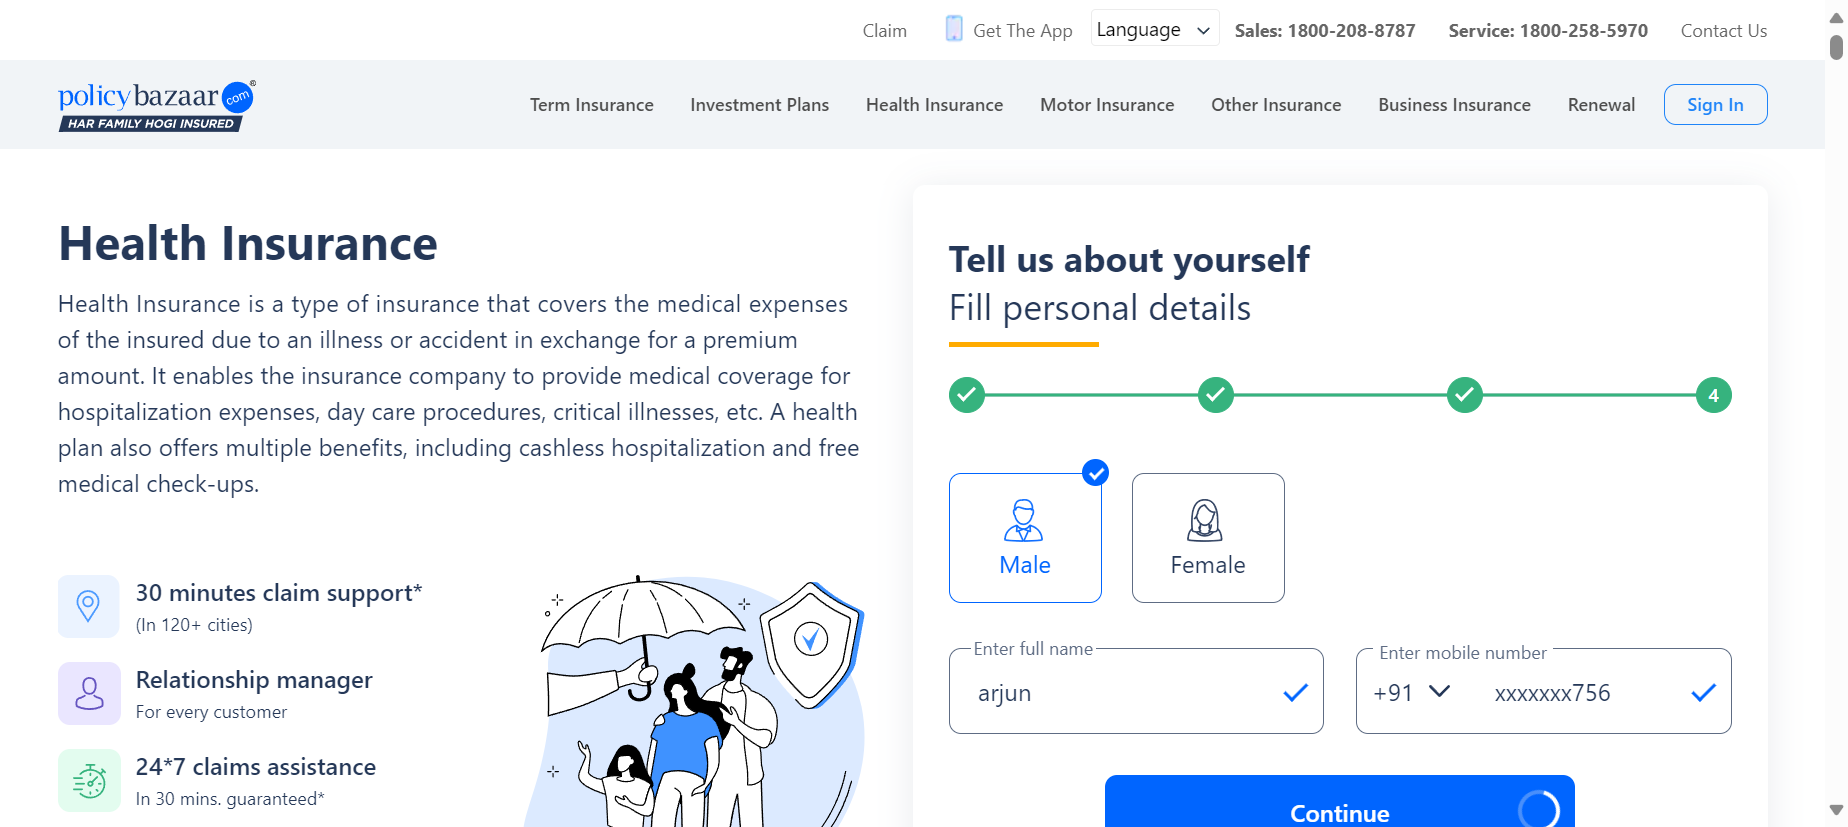 Claim
Get The App
Language
Sales: 1800-208-8787
Service: 1800-258-5970
Contact Us
policybazaar.com®
HAR FAMILY HOGI INSURED
Term Insurance
Investment Plans
Health Insurance
Motor Insurance
Other Insurance
Business Insurance
Renewal
Sign In
Health Insurance
Health Insurance is a type of insurance that covers the medical expenses
of the insured due to an illness or accident in exchange for a premium
amount. It enables the insurance company to provide medical coverage for
hospitalization expenses, day care procedures, critical illnesses, etc. A health
plan also offers multiple benefits, including cashless hospitalization and free
medical check-ups.
30 minutes claim support*
(In 120+ cities)
Relationship manager
For every customer
24*7 claims assistance
In 30 mins. guaranteed*
Tell us about yourself
Fill personal details
4
Male
Female
Enter full name
arjun
Enter mobile number
+91
xxxxxxx756
Continue